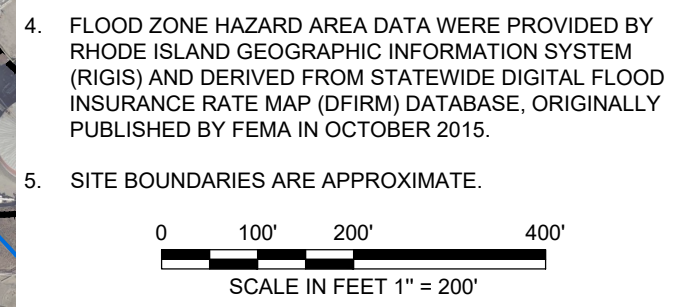 4. FLOOD ZONE HAZARD AREA DATA WERE PROVIDED BY
RHODE ISLAND GEOGRAPHIC INFORMATION SYSTEM
(RIGIS) AND DERIVED FROM STATEWIDE DIGITAL FLOOD
INSURANCE RATE MAP (DFIRM) DATABASE, ORIGINALLY
PUBLISHED BY FEMA IN OCTOBER 2015.
5. SITE BOUNDARIES ARE APPROXIMATE.
0 100' 200' 400'
SCALE IN FEET 1" = 200'